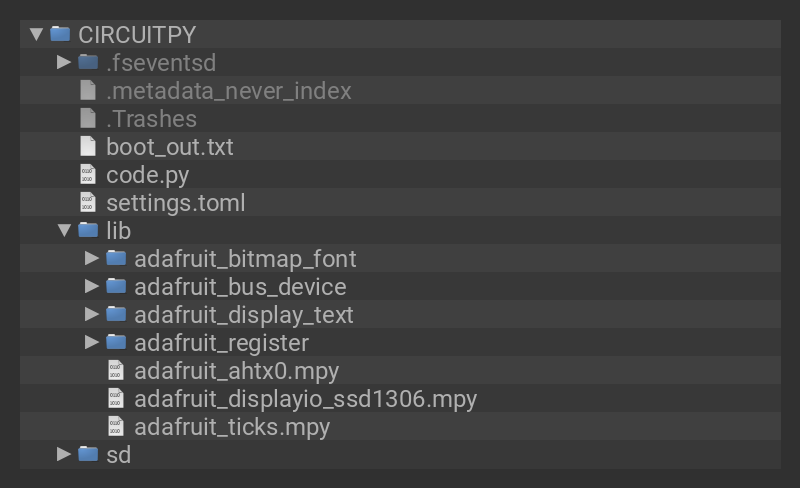 CIRCUITPY
.fseventsd
.metadata_never_index
.Trashes
boot_out.txt
code.py
settings.toml
lib
adafruit_bitmap_font
adafruit_bus_device
adafruit_display_text
adafruit_register
adafruit_ahtx0.mpy
adafruit_displayio_ssd1306.mpy
adafruit_ticks.mpy
sd